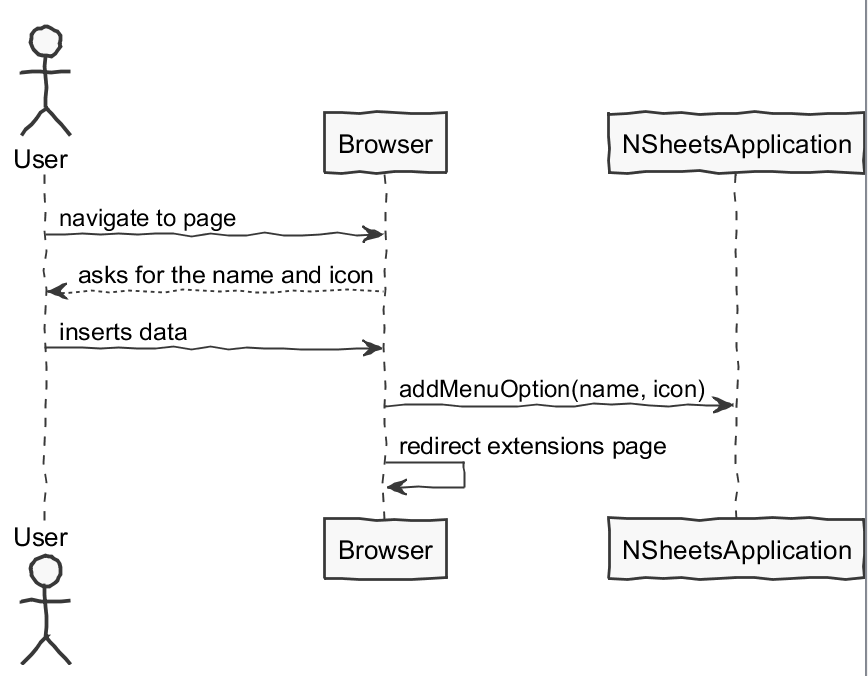 User
Browser
NSheetsApplication
navigate to page
asks for the name and icon
inserts data
addMenuOption(name, icon)
redirect extensions page
User
Browser
NSheetsApplication